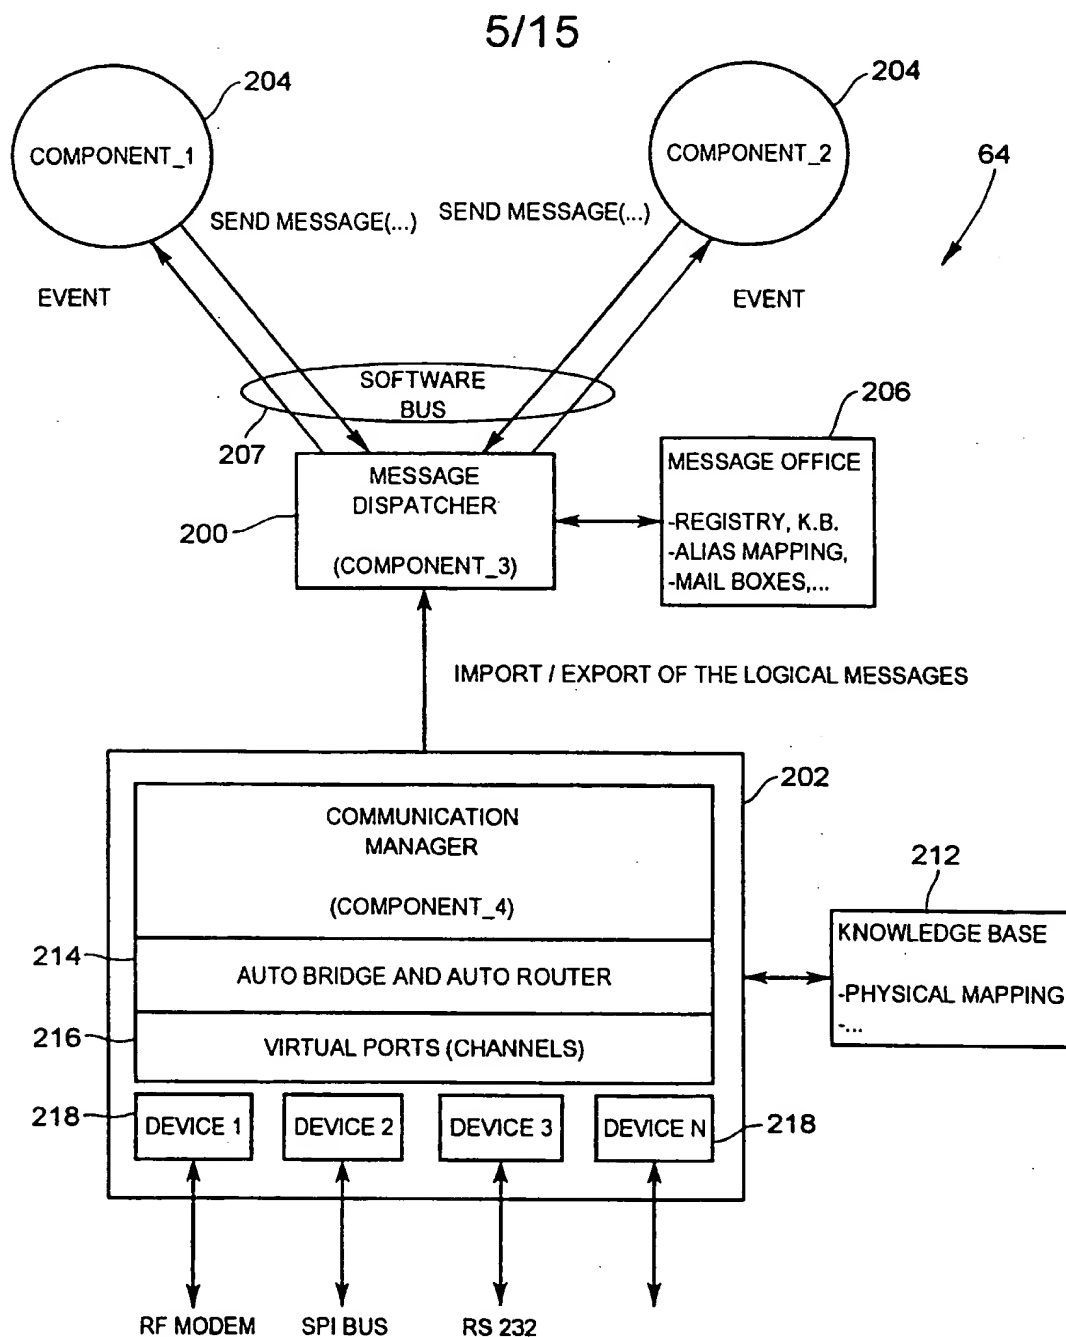 5/15
204
204
COMPONENT_1
COMPONENT_2
64
SEND MESSAGE(...)
SEND MESSAGE(...)
EVENT
EVENT
SOFTWARE
BUS
206
207
MESSAGE
DISPATCHER
(COMPONENT_3)
200
MESSAGE OFFICE
-REGISTRY, K.B.
-ALIAS MAPPING,
-MAIL BOXES,...
IMPORT / EXPORT OF THE LOGICAL MESSAGES
202
COMMUNICATION
MANAGER
(COMPONENT_4)
212
KNOWLEDGE BASE
-PHYSICAL MAPPING
-...
214
AUTO BRIDGE AND AUTO ROUTER
216
VIRTUAL PORTS (CHANNELS)
218
DEVICE 1
DEVICE 2
DEVICE 3
DEVICE N
218
RF MODEM
SPI BUS
RS 232